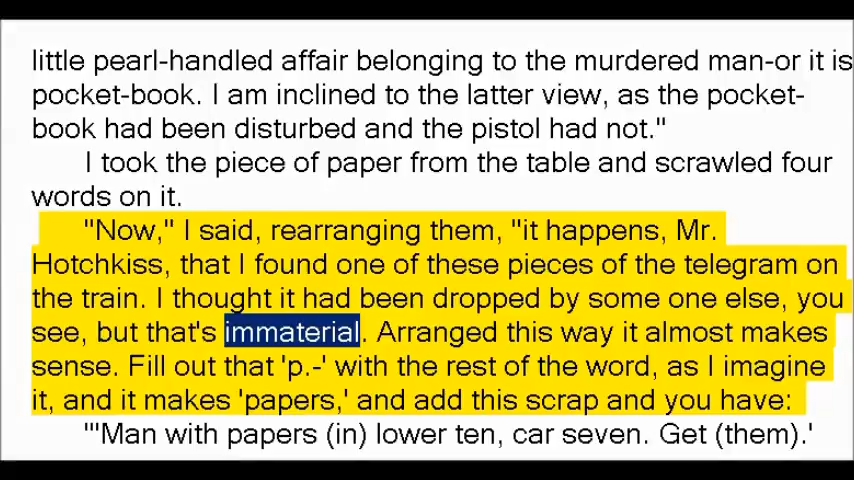 little pearl-handled affair belonging to the murdered man-or it is
pocket-book. I am inclined to the latter view, as the pocket-
book had been disturbed and the pistol had not."
I took the piece of paper from the table and scrawled four
words on it.
"Now," I said, rearranging them, "it happens, Mr.
Hotchkiss, that I found one of these pieces of the telegram on
the train. I thought it had been dropped by some one else, you
see, but that's immaterial. Arranged this way it almost makes
sense. Fill out that 'p.-' with the rest of the word, as I imagine
it, and it makes 'papers,' and add this scrap and you have:
"'Man with papers (in) lower ten, car seven. Get (them).'